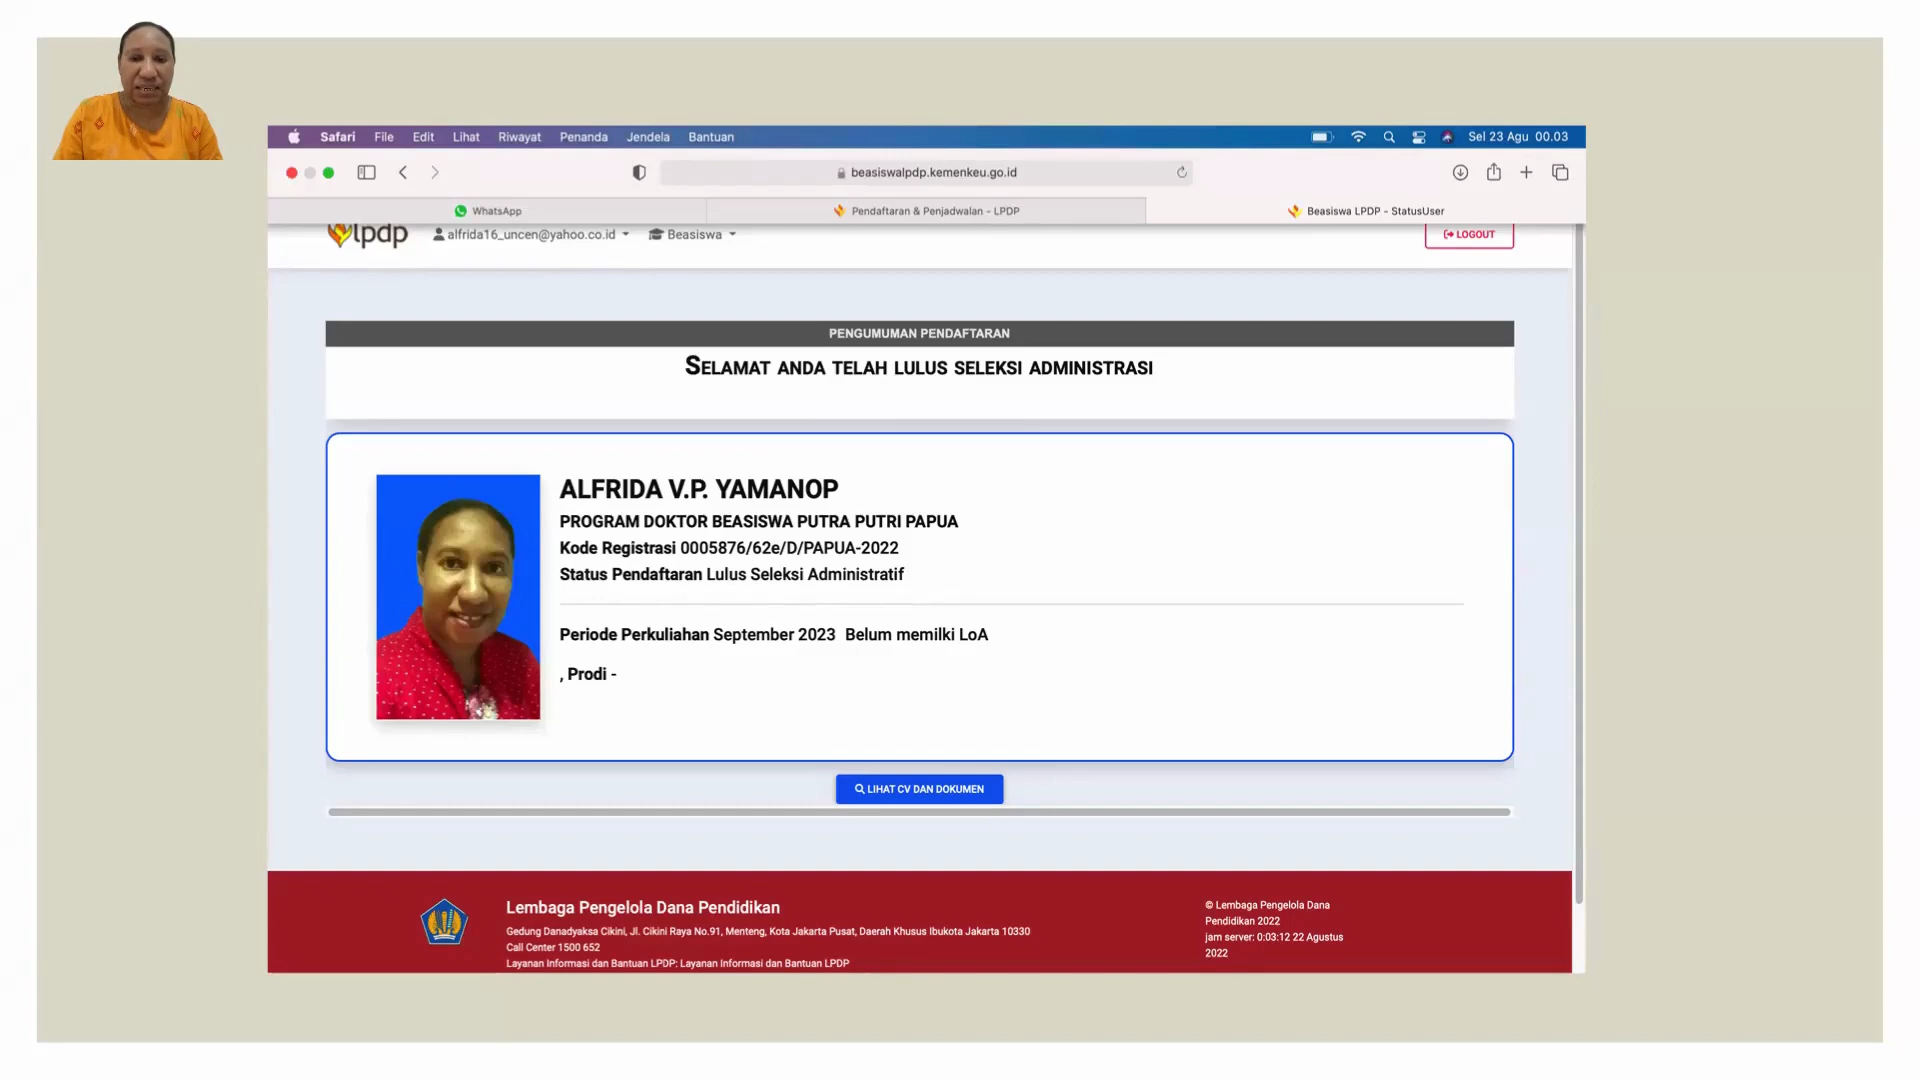 Safari File Edit Lihat Riwayat Penanda Jendela Bantuan Sel 23 Agu 00.03
beasiswalpdp.kemenkeu.go.id
WhatsApp Pendaftaran & Penjadwalan - LPDP Beasiswa LPDP - StatusUser
lpdp alfrida16_uncen@yahoo.co.id Beasiswa LOGOUT
PENGUMUMAN PENDAFTARAN
SELAMAT ANDA TELAH LULUS SELEKSI ADMINISTRASI
ALFRIDA V.P. YAMANOP
PROGRAM DOKTOR BEASISWA PUTRA PUTRI PAPUA
Kode Registrasi 0005876/62e/D/PAPUA-2022
Status Pendaftaran Lulus Seleksi Administratif
Periode Perkuliahan September 2023 Belum memilki LoA
, Prodi -
LIHAT CV DAN DOKUMEN
Lembaga Pengelola Dana Pendidikan
Gedung Danadyaksa Cikini, Jl. Cikini Raya No.91, Menteng, Kota Jakarta Pusat, Daerah Khusus Ibukota Jakarta 10330
Call Center 1500 652
Layanan Informasi dan Bantuan LPDP: Layanan Informasi dan Bantuan LPDP
© Lembaga Pengelola Dana
Pendidikan 2022
jam server: 0:03:12 22 Agustus
2022